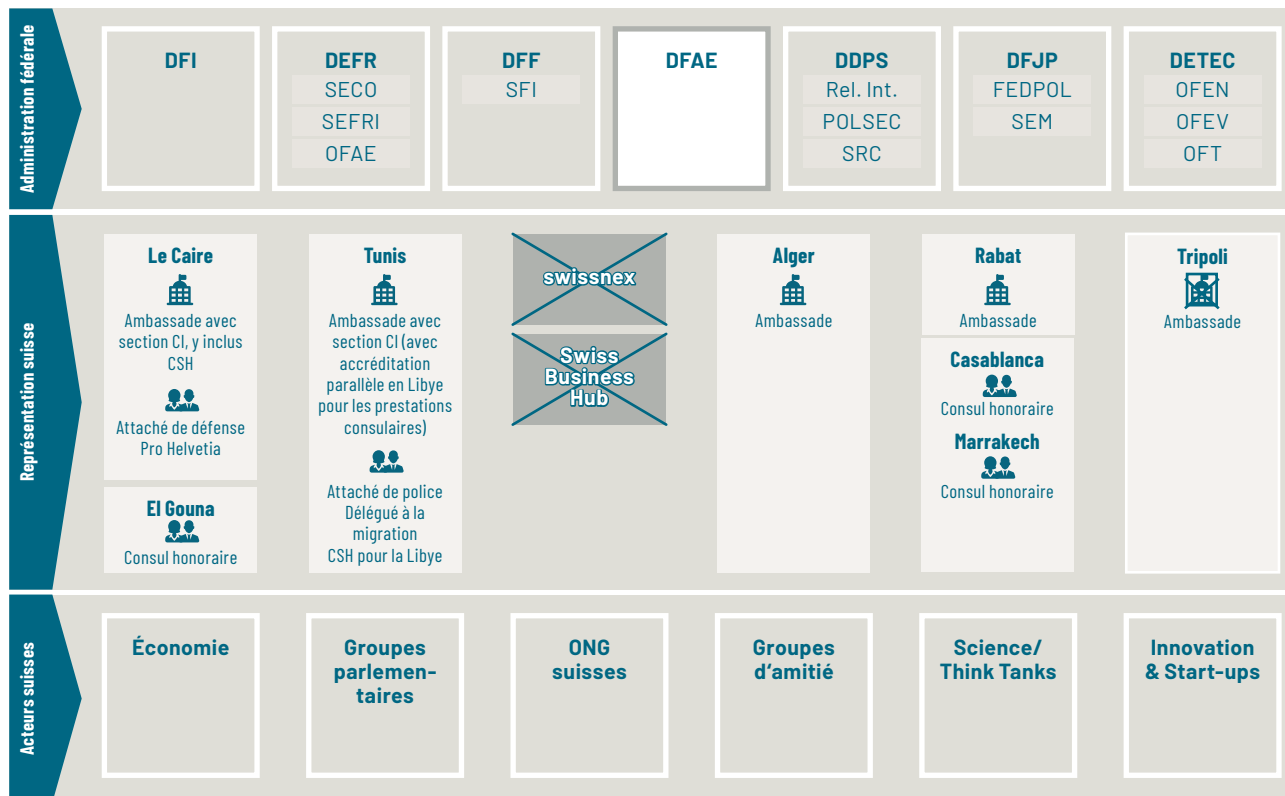 Administration fédérale
DFI
DEFR
SECO
SEFRI
OFAE
DFF
SFI
DFAE
DDPS
Rel. Int.
POLSEC
SRC
DFJP
FEDPOL
SEM
DETEC
OFEN
OFEV
OFT
Représentation suisse
Le Caire
Ambassade avec
section CI, y inclus
CSH
Attaché de défense
Pro Helvetia
El Gouna
Consul honoraire
Tunis
Ambassade avec
section CI (avec
accréditation
parallèle en Libye
pour les prestations
consulaires)
Attaché de police
Délégué à la
migration
CSH pour la Libye
swissnex
Swiss
Business
Hub
Alger
Ambassade
Rabat
Ambassade
Casablanca
Consul honoraire
Marrakech
Consul honoraire
Tripoli
Ambassade
Acteurs suisses
Économie
Groupes
parlemen-
taires
ONG
suisses
Groupes
d‘amitié
Science/
Think Tanks
Innovation
& Start-ups